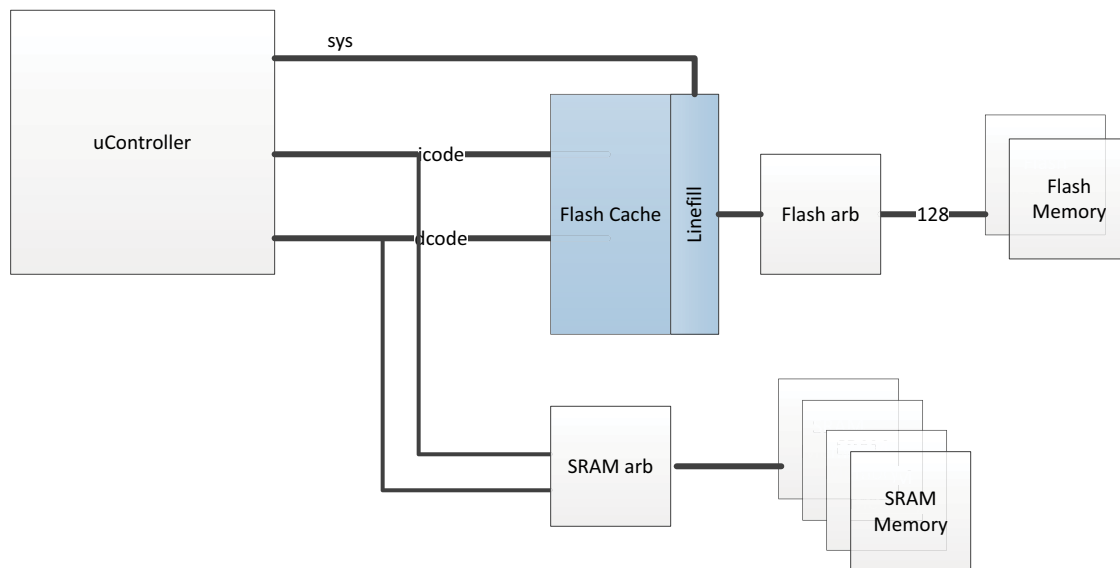 sys
uController
icode
dcode
Flash Cache
Linefill
Flash arb
128
Flash
Memory
SRAM arb
SRAM
Memory